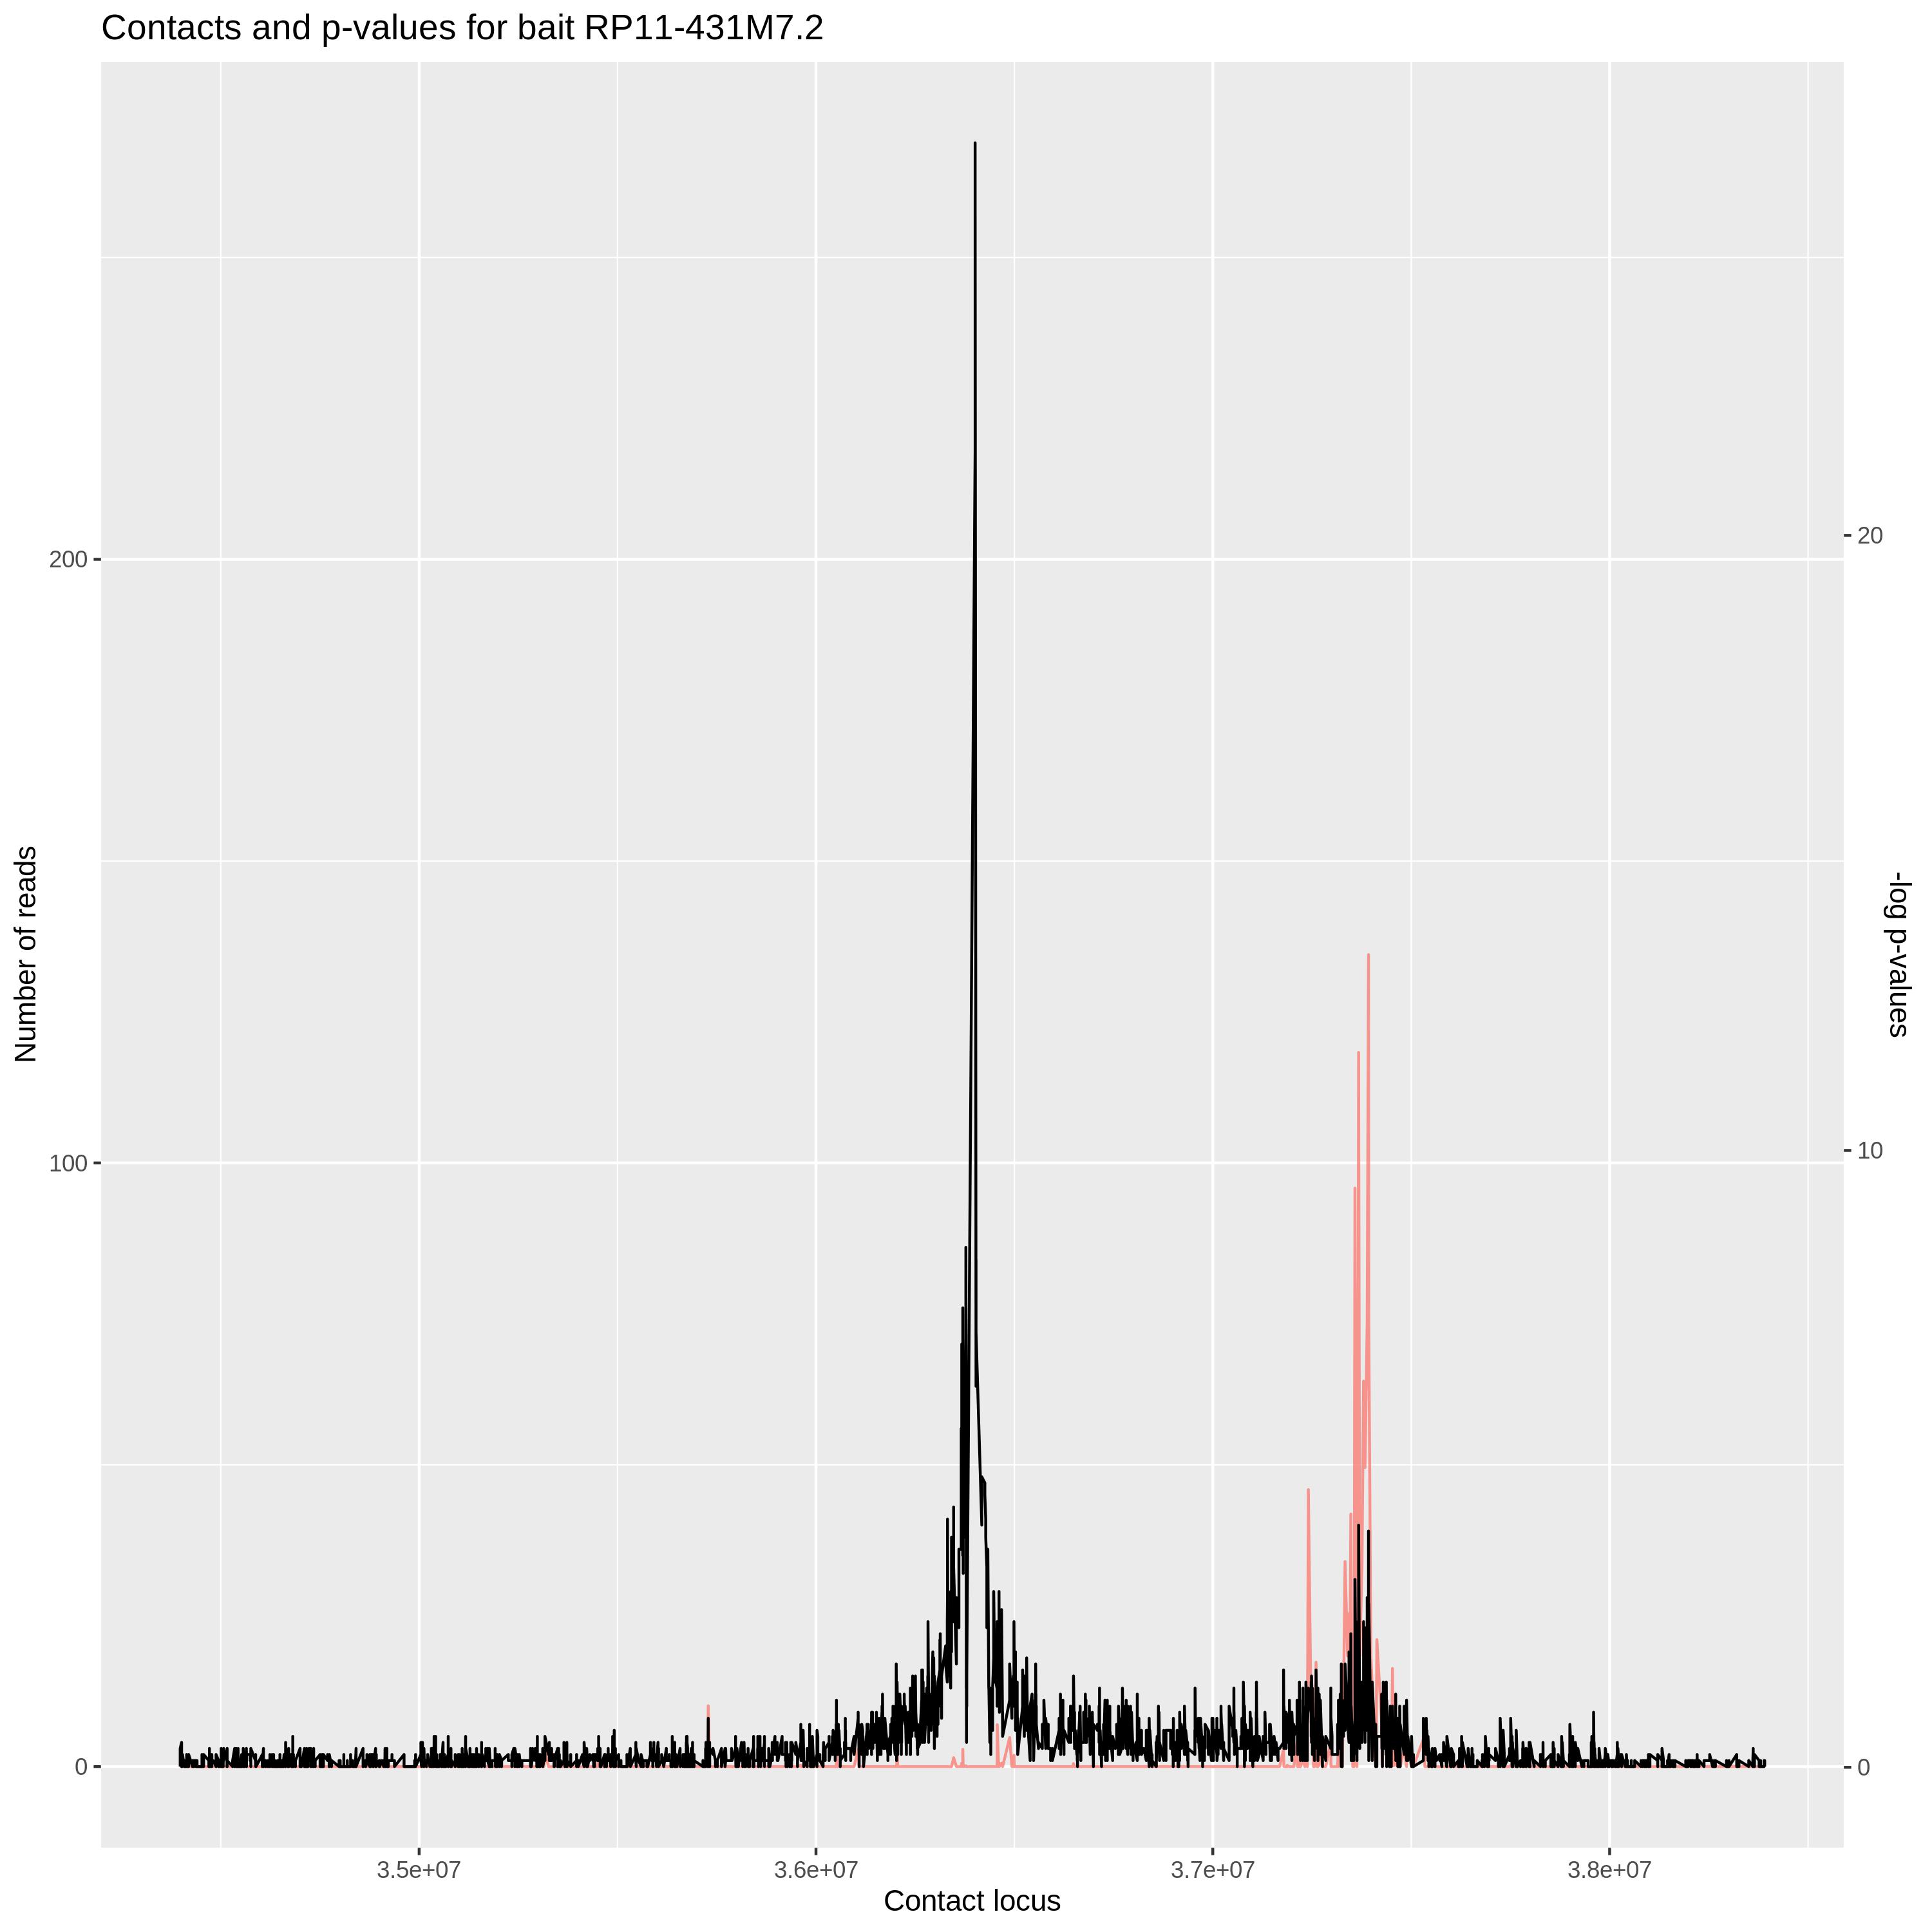 Contacts and p-values for bait RP11-431M7.2
Number of reads
200
100
0
20
10
0
-log p-values
3.5e+07 3.6e+07 3.7e+07 3.8e+07
Contact locus